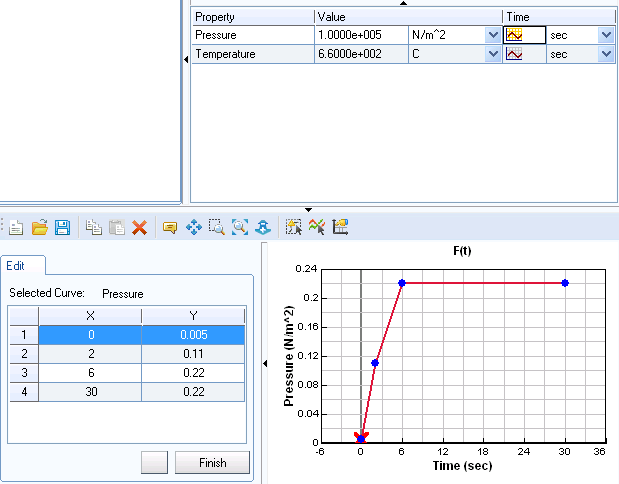 Property Value Time
Pressure 1.0000e+005 N/m^2 sec
Temperature 6.6000e+002 C sec
Edit
Selected Curve: Pressure
X Y
1 0 0.005
2 2 0.11
3 6 0.22
4 30 0.22
Finish
F(t)
Pressure (N/m^2)
0.24
0.2
0.16
0.12
0.08
0.04
0
-6 0 6 12 18 24 30 36
Time (sec)